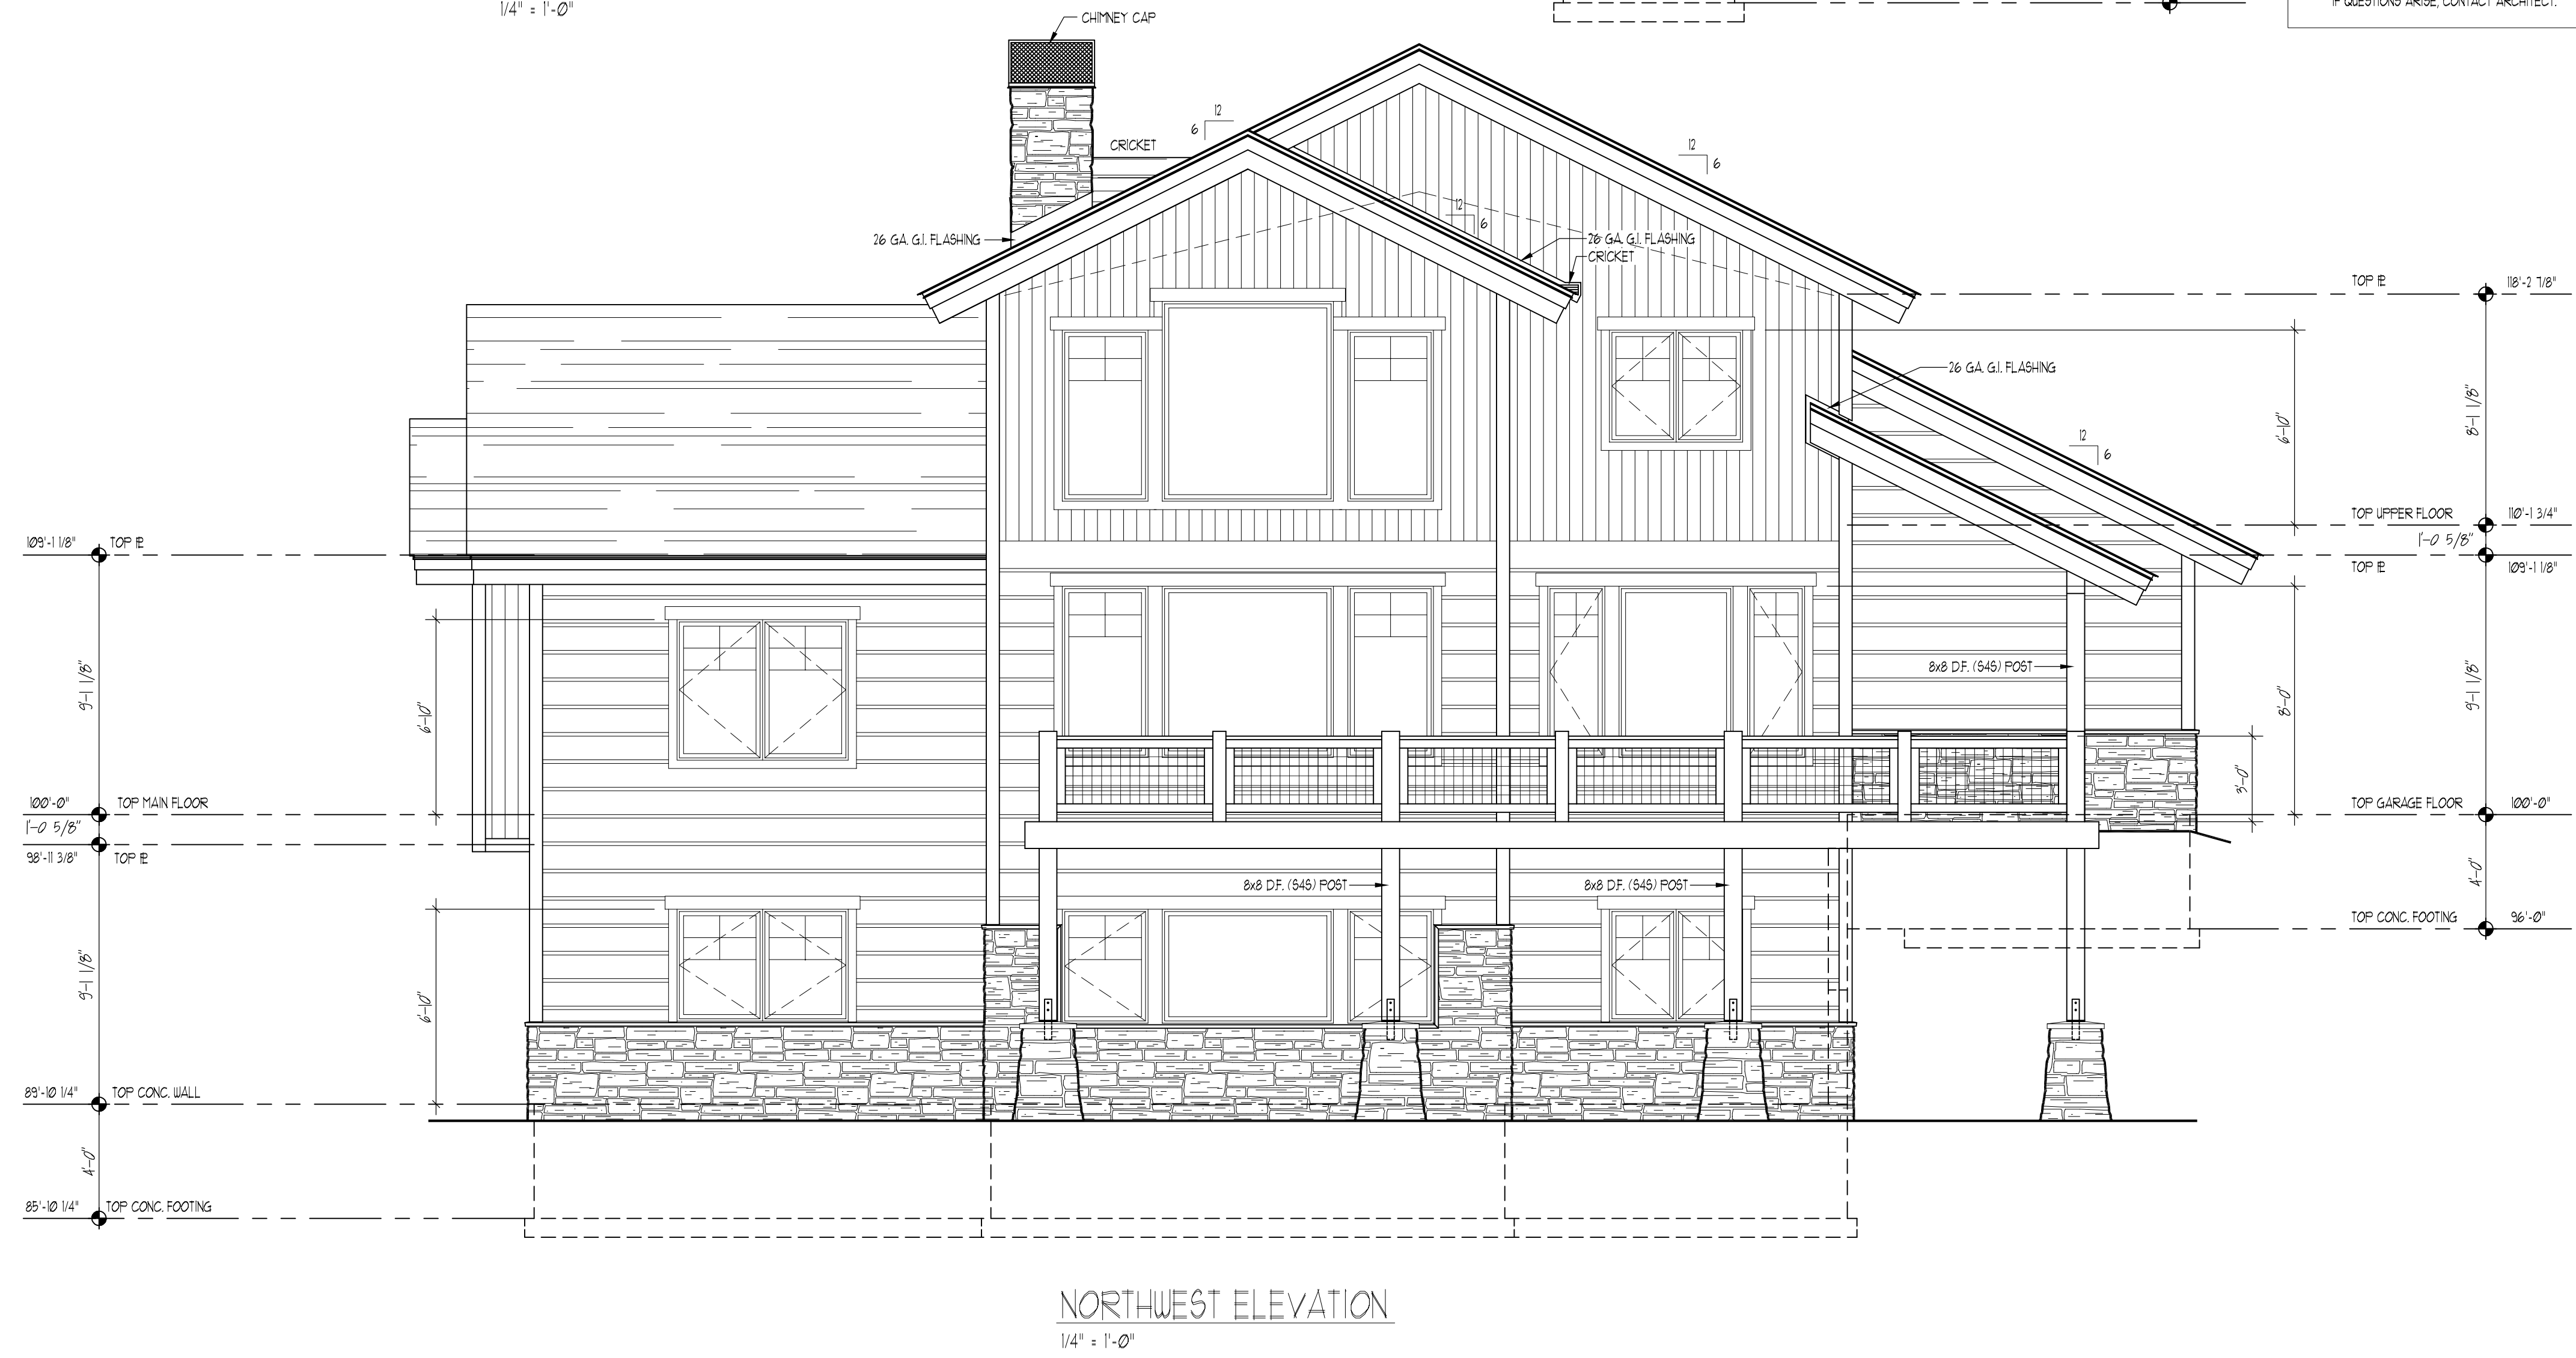 1/4" = 1'-0"
IF QUESTIONS ARISE, CONTACT ARCHITECT.
CHIMNEY CAP
12
6
CRICKET
12
6
12
6
26 GA. G.I. FLASHING
26 GA. G.I. FLASHING
CRICKET
TOP PL
118'-2 7/8"
26 GA. G.I. FLASHING
6'-10"
8'-1 1/8"
12
6
TOP UPPER FLOOR
110'-1 3/4"
1'-0 5/8"
109'-1 1/8"
TOP PL
TOP PL
109'-1 1/8"
9'-1 1/8"
6'-10"
8x8 D.F. (S4S) POST
8'-0"
9'-1 1/8"
3'-0"
100'-0"
TOP MAIN FLOOR
TOP GARAGE FLOOR
100'-0"
1'-0 5/8"
98'-11 3/8"
TOP PL
4'-0"
8x8 D.F. (S4S) POST
8x8 D.F. (S4S) POST
TOP CONC. FOOTING
96'-0"
9'-1 1/8"
6'-10"
89'-10 1/4"
TOP CONC. WALL
4'-0"
85'-10 1/4"
TOP CONC. FOOTING
NORTHWEST ELEVATION
1/4" = 1'-0"